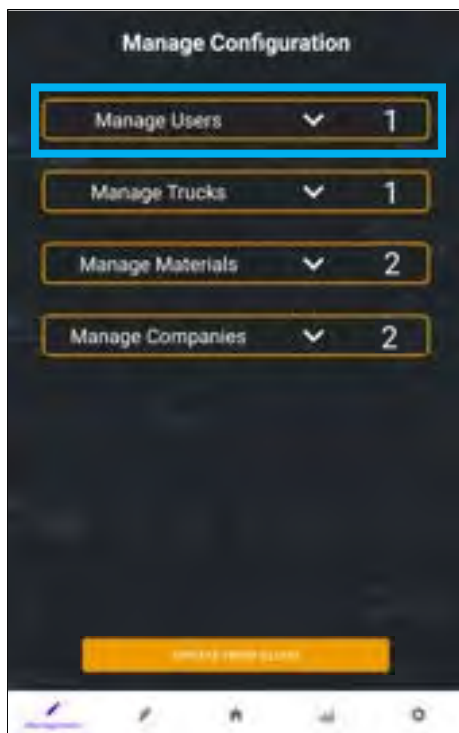 Manage Configuration
Manage Users 1
Manage Trucks 1
Manage Materials 2
Manage Companies 2